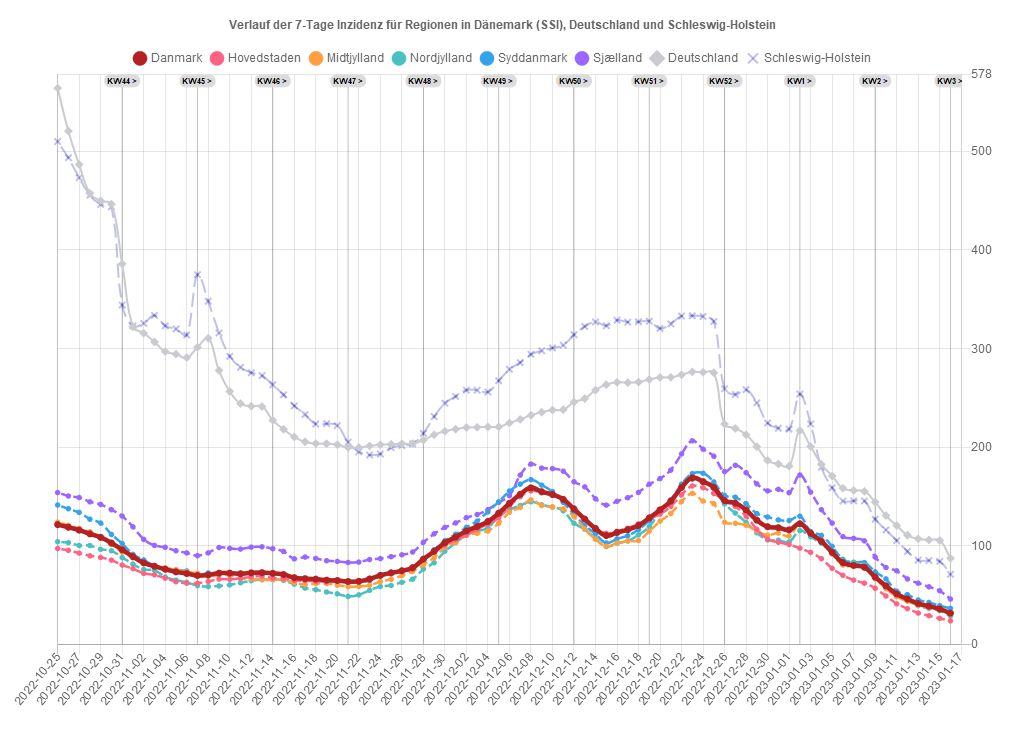 Verlauf der 7-Tage Inzidenz für Regionen in Dänemark (SSI), Deutschland und Schleswig-Holstein
Danmark Hovedstaden Midtjylland Nordjylland Syddanmark Sjælland Deutschland Schleswig-Holstein
KW44 > KW45 > KW46 > KW47 > KW48 > KW49 > KW50 > KW51 > KW52 > KW1 > KW2 > KW3 >
578
500
400
300
200
100
0
2022-10-25 2022-10-27 2022-10-29 2022-10-31 2022-11-02 2022-11-04 2022-11-06 2022-11-08 2022-11-10 2022-11-12 2022-11-14 2022-11-16 2022-11-18 2022-11-20 2022-11-22 2022-11-24 2022-11-26 2022-11-28 2022-11-30 2022-12-02 2022-12-04 2022-12-06 2022-12-08 2022-12-10 2022-12-12 2022-12-14 2022-12-16 2022-12-18 2022-12-20 2022-12-22 2022-12-24 2022-12-26 2022-12-28 2022-12-30 2023-01-01 2023-01-03 2023-01-05 2023-01-07 2023-01-09 2023-01-11 2023-01-13 2023-01-15 2023-01-17